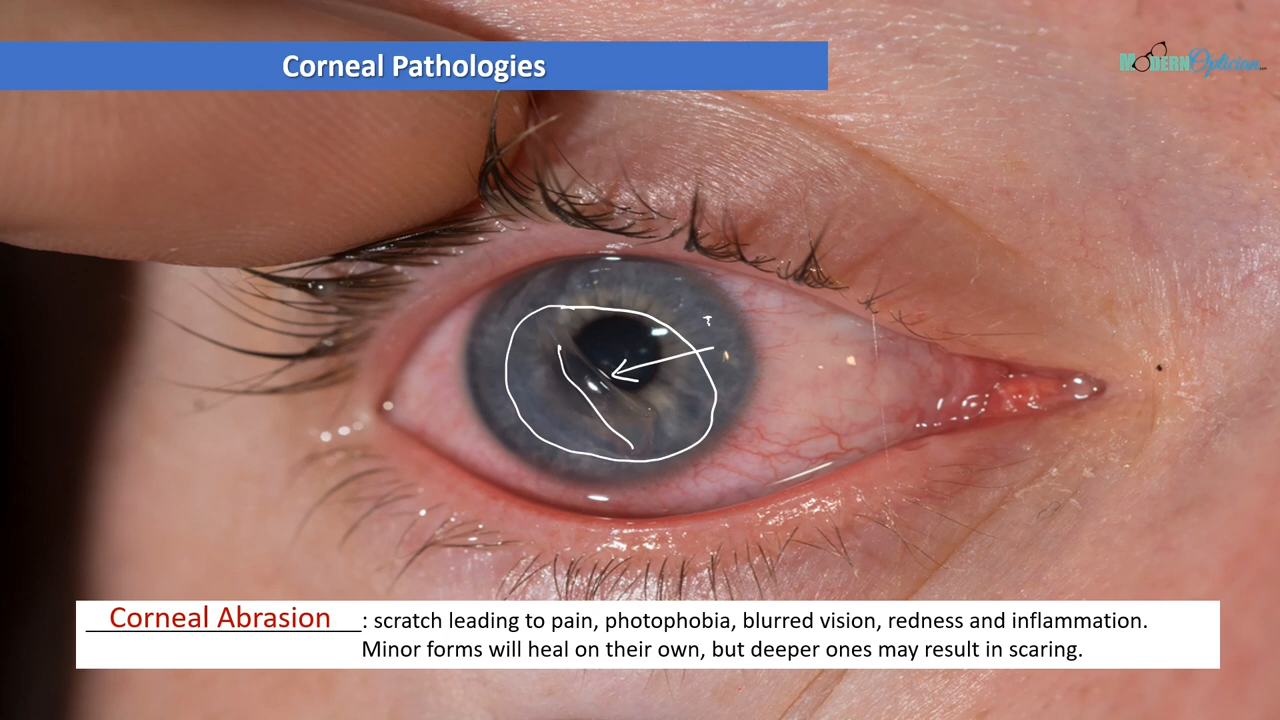 Corneal Pathologies
MODERN Optician.com
Corneal Abrasion: scratch leading to pain, photophobia, blurred vision, redness and inflammation.
Minor forms will heal on their own, but deeper ones may result in scaring.